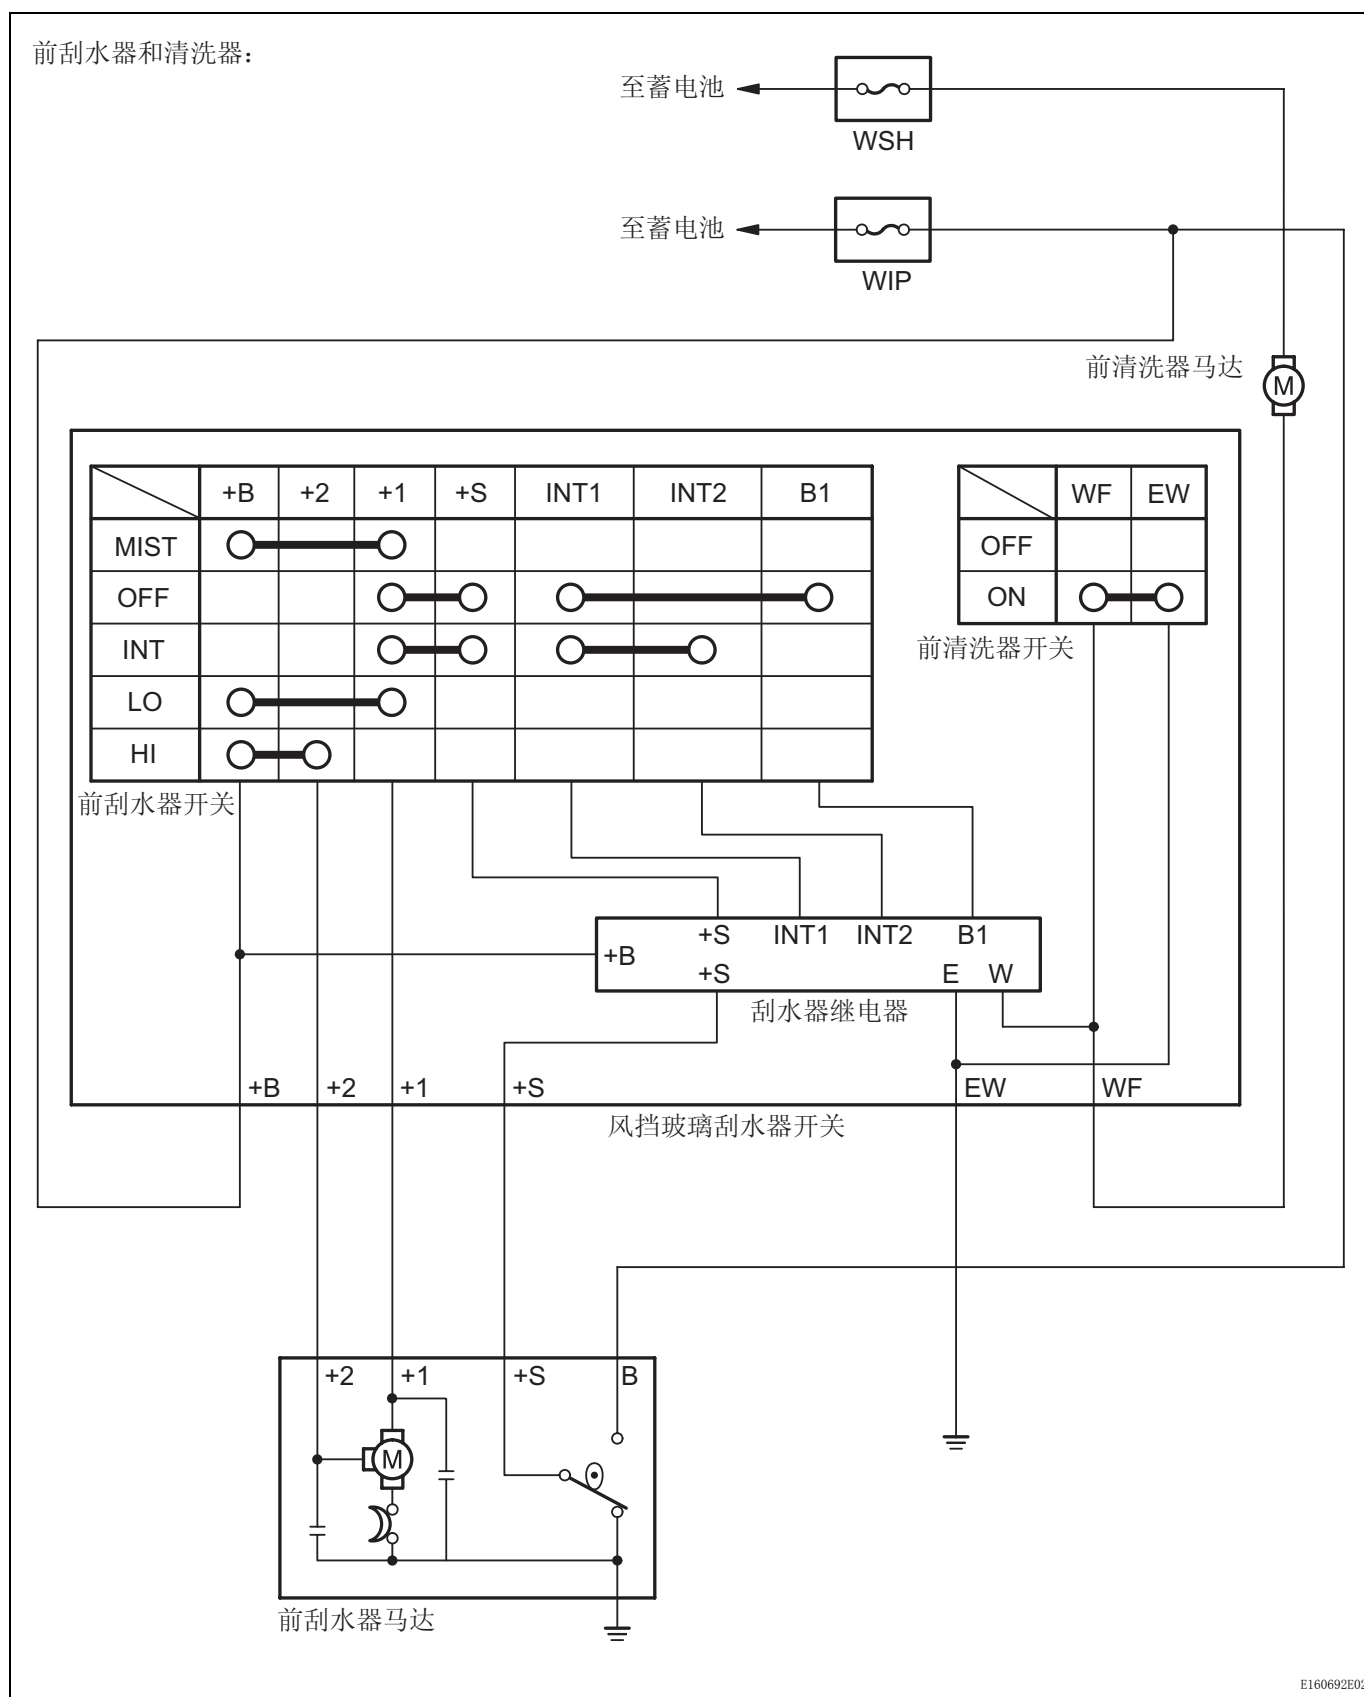 前刮水器和清洗器：
至蓄电池
WSH
至蓄电池
WIP
前清洗器马达
M
+B +2 +1 +S INT1 INT2 B1
MIST
OFF
INT
LO
HI
前刮水器开关
WF EW
OFF
ON
前清洗器开关
+S INT1 INT2 B1
+B
+S E W
刮水器继电器
+B +2 +1 +S EW WF
风挡玻璃刮水器开关
+2 +1 +S B
M
前刮水器马达
E160692E02